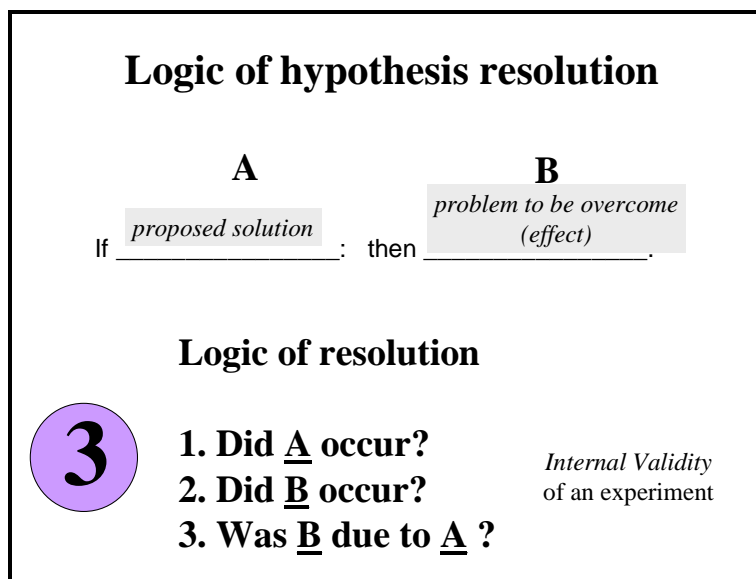 Logic of hypothesis resolution
A B
If proposed solution: then problem to be overcome
(effect).
Logic of resolution
3
1. Did A occur?
2. Did B occur?
3. Was B due to A ?
Internal Validity
of an experiment